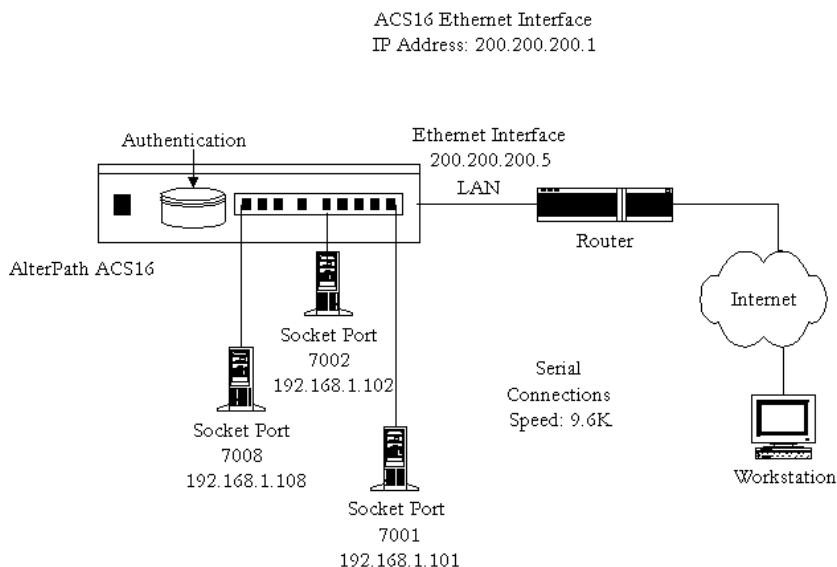 ACS16 Ethernet Interface
IP Address: 200.200.200.1
Authentication
Ethernet Interface
200.200.200.5
LAN
Router
AlterPath ACS16
Internet
Socket Port
7002
192.168.1.102
Serial
Connections
Speed: 9.6K
Socket Port
7008
192.168.1.108
Workstation
Socket Port
7001
192.168.1.101